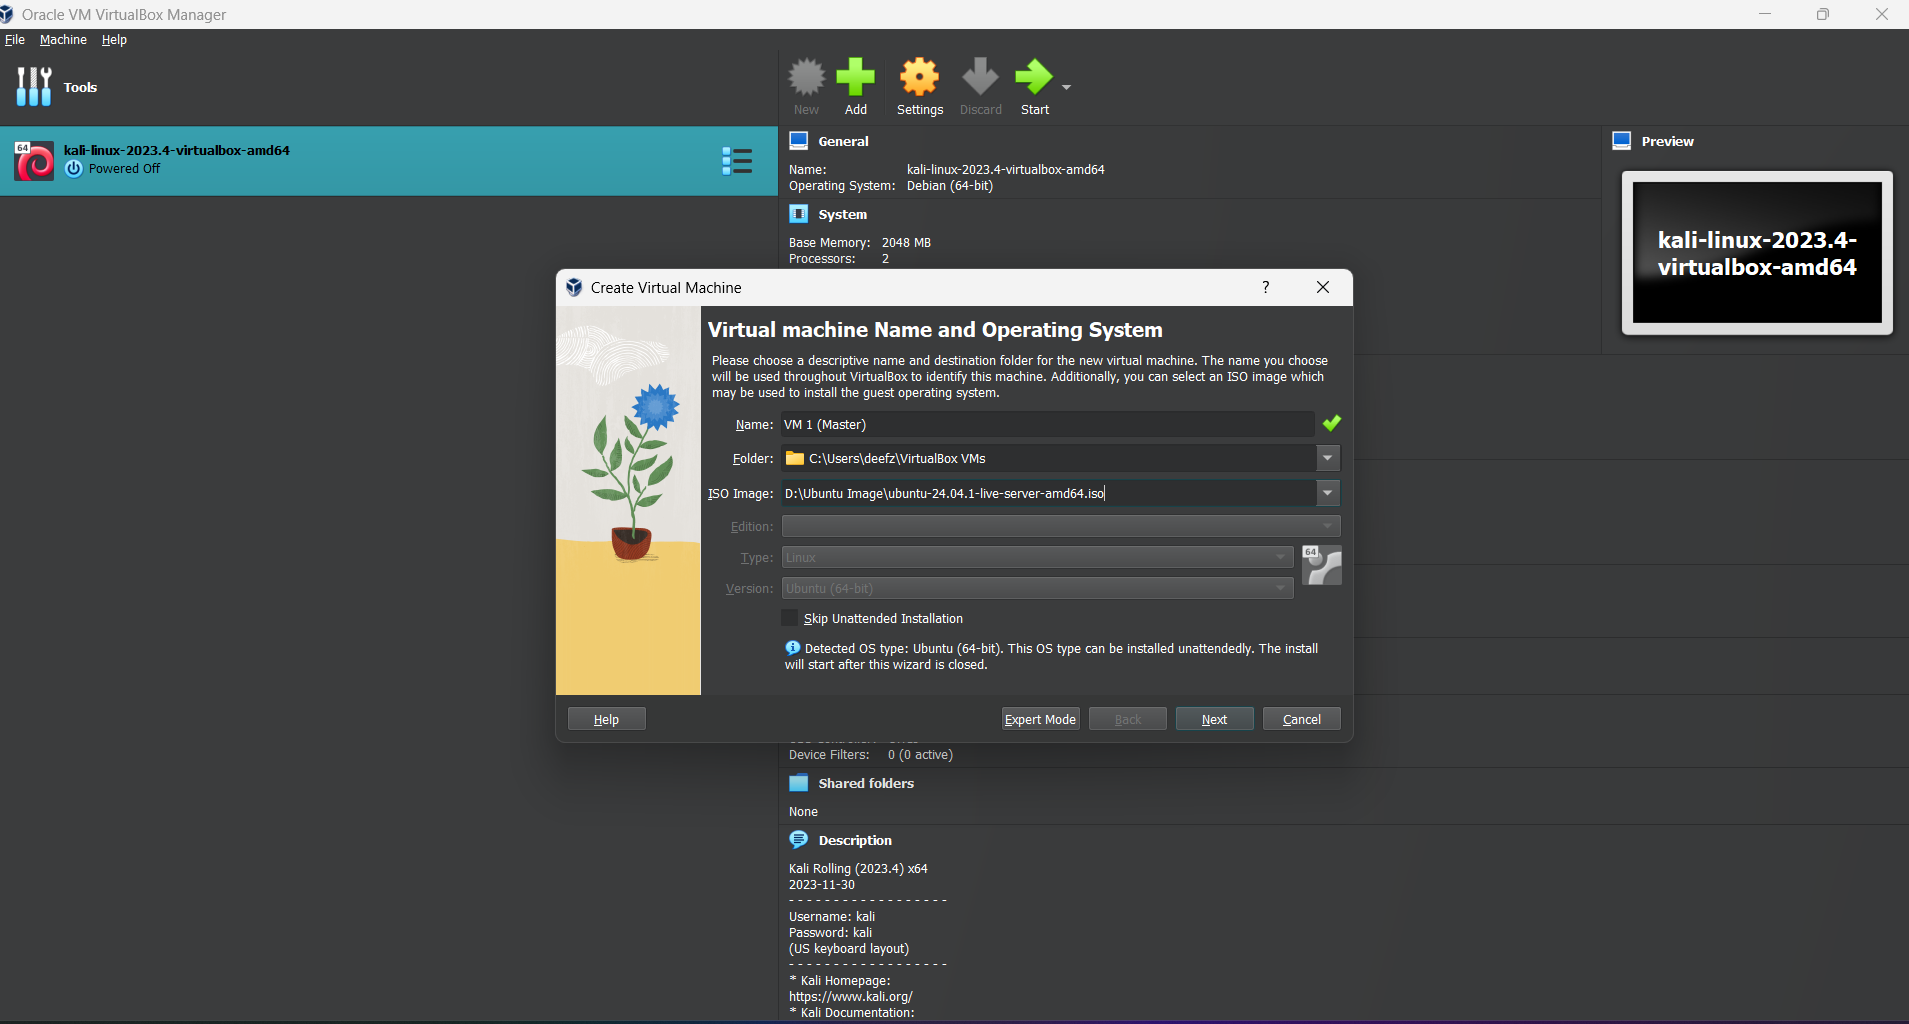 Oracle VM VirtualBox Manager
File Machine Help
Tools
New
Add
Settings
Discard
Start
64
kali-linux-2023.4-virtualbox-amd64
Powered Off
General
Name: kali-linux-2023.4-virtualbox-amd64
Operating System: Debian (64-bit)
System
Base Memory: 2048 MB
Processors: 2
Preview
kali-linux-2023.4-
virtualbox-amd64
Create Virtual Machine
?
Virtual machine Name and Operating System
Please choose a descriptive name and destination folder for the new virtual machine. The name you choose
will be used throughout VirtualBox to identify this machine. Additionally, you can select an ISO image which
may be used to install the guest operating system.
Name: VM 1 (Master)
Folder: C:\Users\deefz\VirtualBox VMs
ISO Image: D:\Ubuntu Image\ubuntu-24.04.1-live-server-amd64.iso
Edition:
Type: Linux
64
Version: Ubuntu (64-bit)
Skip Unattended Installation
Detected OS type: Ubuntu (64-bit). This OS type can be installed unattendedly. The install
will start after this wizard is closed.
Help
Expert Mode
Back
Next
Cancel
Device Filters: 0 (0 active)
Shared folders
None
Description
Kali Rolling (2023.4) x64
2023-11-30
- - - - - - - - - - - - - - - - - -
Username: kali
Password: kali
(US keyboard layout)
- - - - - - - - - - - - - - - - - -
* Kali Homepage:
https://www.kali.org/
* Kali Documentation: